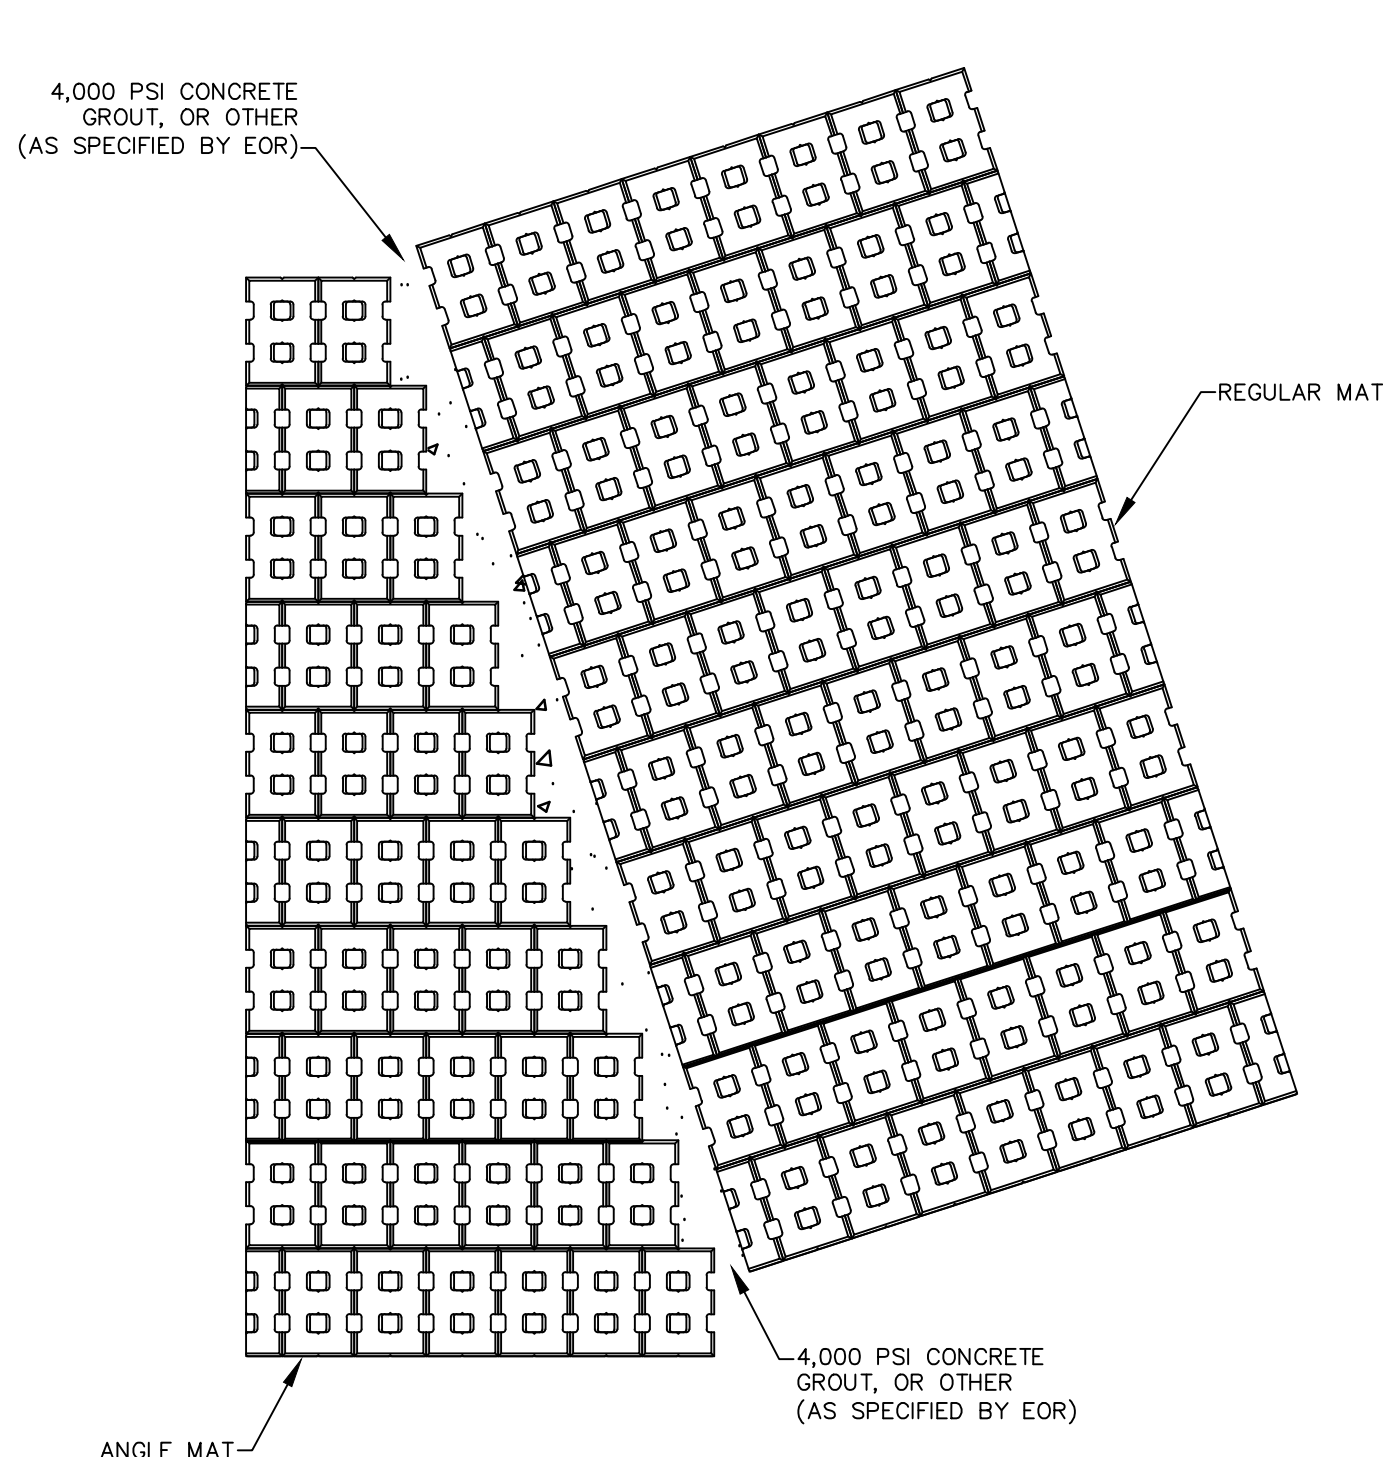 4,000 PSI CONCRETE
GROUT, OR OTHER
(AS SPECIFIED BY EOR)
REGULAR MAT
4,000 PSI CONCRETE
GROUT, OR OTHER
(AS SPECIFIED BY EOR)
ANGLE MAT